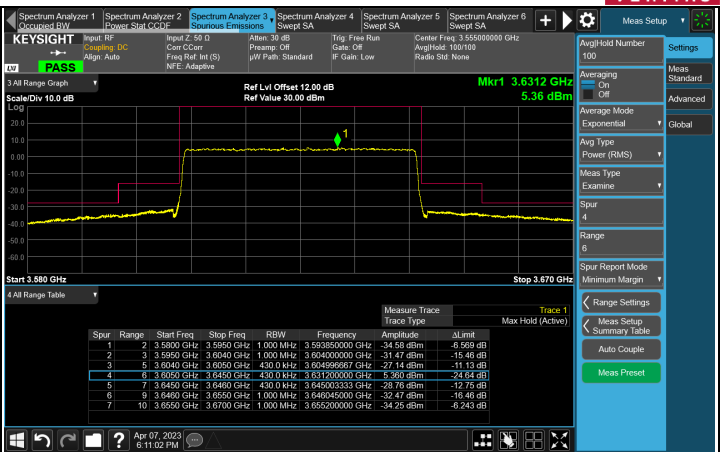 Spectrum Analyzer 1 Occupied BW
Spectrum Analyzer 2 Power Stat CCDF
Spectrum Analyzer 3 Spurious Emissions
Spectrum Analyzer 4 Swept SA
Spectrum Analyzer 5 Swept SA
Spectrum Analyzer 6 Swept SA
+
Meas Setup
KEYSIGHT
LXI
PASS
Input: RF
Coupling: DC
Align: Auto
Input Z: 50 Ω
Corr CCorr
Freq Ref: Int (S)
NFE: Adaptive
Atten: 30 dB
Preamp: Off
µW Path: Standard
Trig: Free Run
Gate: Off
IF Gain: Low
Center Freq: 3.555000000 GHz
Avg|Hold: 100/100
Radio Std: None
3 All Range Graph
Scale/Div 10.0 dB
Ref Lvl Offset 12.00 dB
Ref Value 30.00 dBm
Mkr1 3.6312 GHz
5.36 dBm
Log
20.0
10.0
0.00
-10.0
-20.0
-30.0
-40.0
-50.0
-60.0
1
Start 3.580 GHz
Stop 3.670 GHz
4 All Range Table
Measure Trace Trace 1
Trace Type Max Hold (Active)
Spur Range Start Freq Stop Freq RBW Frequency Amplitude ΔLimit
1 2 3.5800 GHz 3.5950 GHz 1.000 MHz 3.593850000 GHz -34.58 dBm -6.569 dB
2 3 3.5950 GHz 3.6040 GHz 1.000 MHz 3.604000000 GHz -31.47 dBm -15.46 dB
3 5 3.6040 GHz 3.6050 GHz 430.0 kHz 3.604996667 GHz -27.14 dBm -11.13 dB
4 6 3.6050 GHz 3.6450 GHz 430.0 kHz 3.631200000 GHz 5.360 dBm -24.64 dB
5 7 3.6450 GHz 3.6460 GHz 430.0 kHz 3.645003333 GHz -28.76 dBm -12.75 dB
6 9 3.6460 GHz 3.6550 GHz 1.000 MHz 3.646045000 GHz -32.47 dBm -16.46 dB
7 10 3.6550 GHz 3.6700 GHz 1.000 MHz 3.655200000 GHz -34.25 dBm -6.243 dB
Avg|Hold Number
100
Averaging
On
Off
Average Mode
Exponential
Avg Type
Power (RMS)
Meas Type
Examine
Spur
4
Range
6
Spur Report Mode
Minimum Margin
Range Settings
Meas Setup
Summary Table
Auto Couple
Meas Preset
Settings
Meas
Standard
Advanced
Global
?
Apr 07, 2023
6:11:02 PM